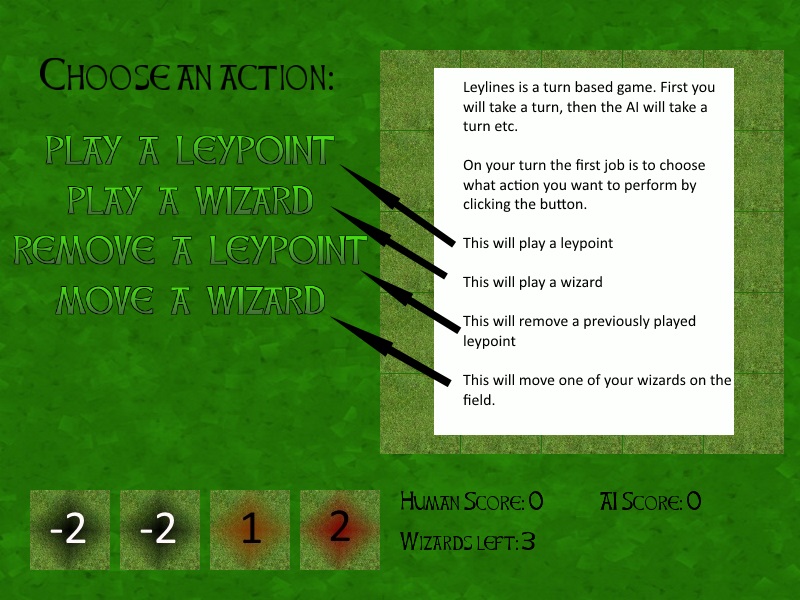 Choose an action:
PLAY A LEYPOINT
PLAY A WIZARD
REMOVE A LEYPOINT
MOVE A WIZARD
Leylines is a turn based game. First you
will take a turn, then the AI will take a
turn etc.
On your turn the first job is to choose
what action you want to perform by
clicking the button.
This will play a leypoint
This will play a wizard
This will remove a previously played
leypoint
This will move one of your wizards on the
field.
-2 -2 1 2
Human Score: 0 AI Score: 0
Wizards left: 3